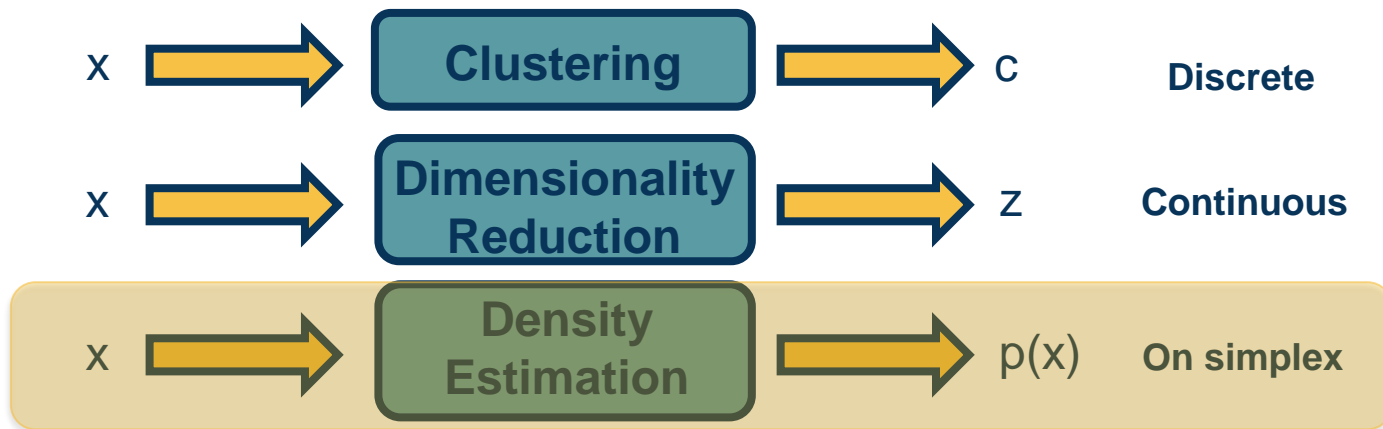 x Clustering c Discrete
x Dimensionality Reduction z Continuous
x Density Estimation p(x) On simplex